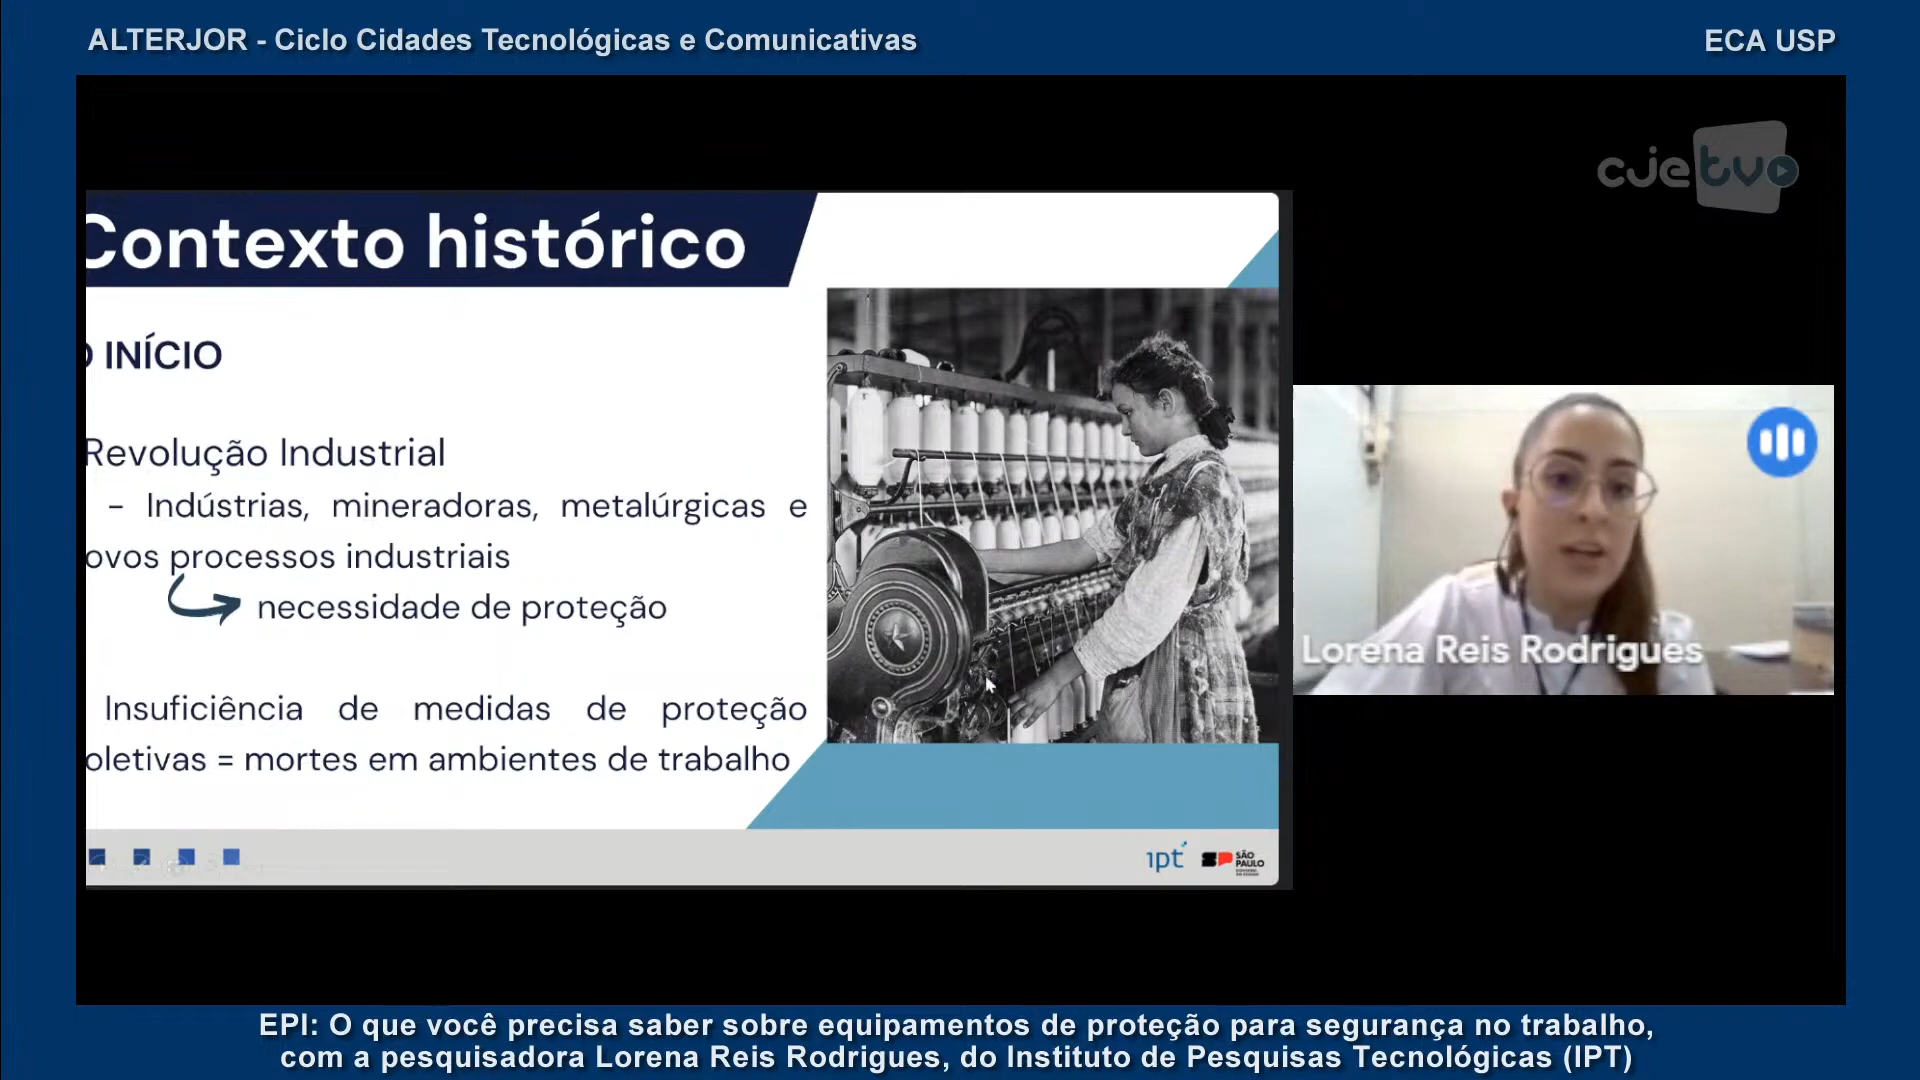 ALTERJOR - Ciclo Cidades Tecnológicas e Comunicativas
ECA USP
cje tvo
Contexto histórico
O INÍCIO
Revolução Industrial
- Indústrias, mineradoras, metalúrgicas e
ovos processos industriais
necessidade de proteção
Insuficiência de medidas de proteção
oletivas = mortes em ambientes de trabalho
ipt
SP SÃO
PAULO
Lorena Reis Rodrigues
EPI: O que você precisa saber sobre equipamentos de proteção para segurança no trabalho,
com a pesquisadora Lorena Reis Rodrigues, do Instituto de Pesquisas Tecnológicas (IPT)